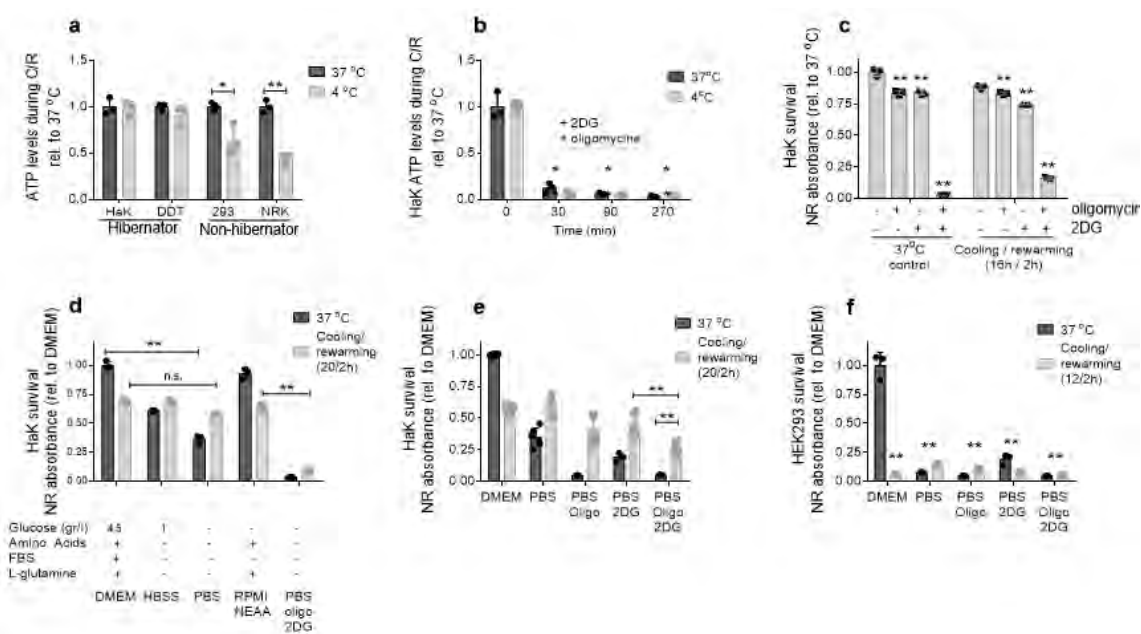 a
ATP levels during C/R
rel. to 37 °C
1.5
1.0
0.5
0.0
37 °C
4 °C
*
**
HaK
DDT
293
NRK
Hibernator
Non-hibernator
b
HaK ATP levels during C/R
rel. to 37 °C
1.5
1.0
0.5
0.0
37°C
4°C
+ 2DG
* oligomycine
*
*
*
*
0
30
90
270
Time (min)
c
HaK survival
NR absorbance (rel. to 37 °C)
1.00
0.75
0.50
0.25
0.00
** **
**
**
**
**
**
- + - + - + - + oligomycin
- - + + - - + + 2DG
37°C
control
Cooling / rewarming
(16h / 2h)
d
HaK survival
NR absorbance (rel. to DMEM)
1.00
0.75
0.50
0.25
0.00
37 °C
Cooling/
rewarming
(20/2h)
**
n.s.
**
Glucose (gr/l) 4.5 1 - - -
Amino Acids + - - + -
FBS + - - - -
L-glutamine + - - + -
DMEM HBSS PBS RPMI PBS
NEAA oligo
2DG
e
HaK survival
NR absorbance (rel. to DMEM)
1.00
0.75
0.50
0.25
0.00
37 °C
Cooling/
rewarming
(20/2h)
**
**
DMEM PBS PBS PBS PBS
Oligo 2DG Oligo
2DG
f
HEK293 survival
NR absorbance (rel. to DMEM)
1.00
0.75
0.50
0.25
0.00
37 °C
Cooling/
rewarming
(12/2h)
**
**
**
**
**
DMEM PBS PBS PBS PBS
Oligo 2DG Oligo
2DG